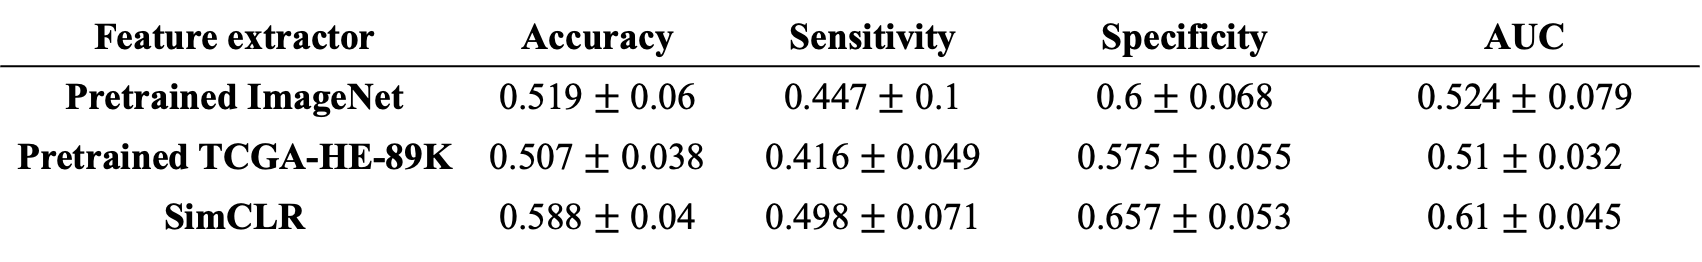 Feature extractor Accuracy Sensitivity Specificity AUC
Pretrained ImageNet 0.519 ± 0.06 0.447 ± 0.1 0.6 ± 0.068 0.524 ± 0.079
Pretrained TCGA-HE-89K 0.507 ± 0.038 0.416 ± 0.049 0.575 ± 0.055 0.51 ± 0.032
SimCLR 0.588 ± 0.04 0.498 ± 0.071 0.657 ± 0.053 0.61 ± 0.045